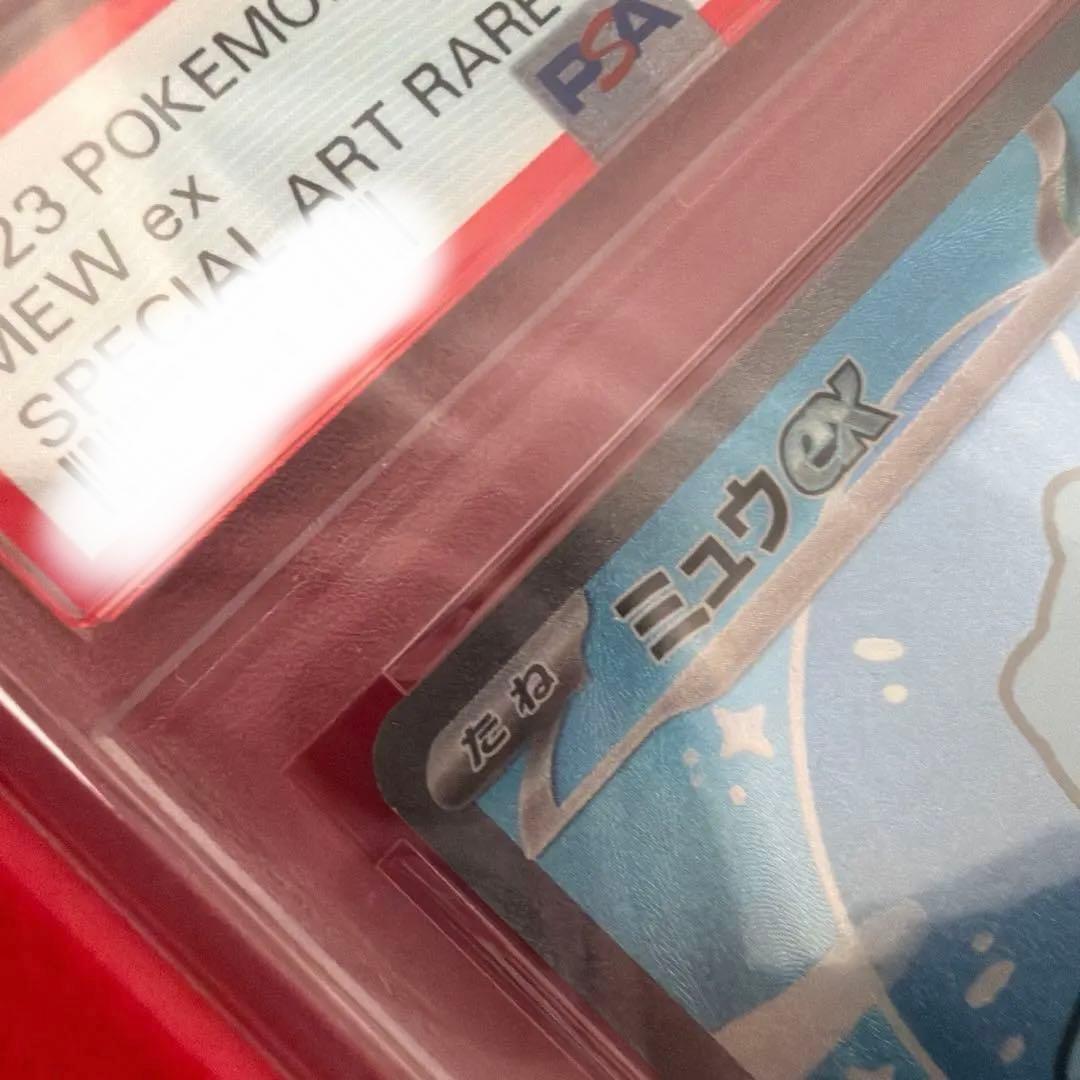 23 POKEMO
MEW ex
SPECIAL ART RARE
PSA
ミュウex
たね